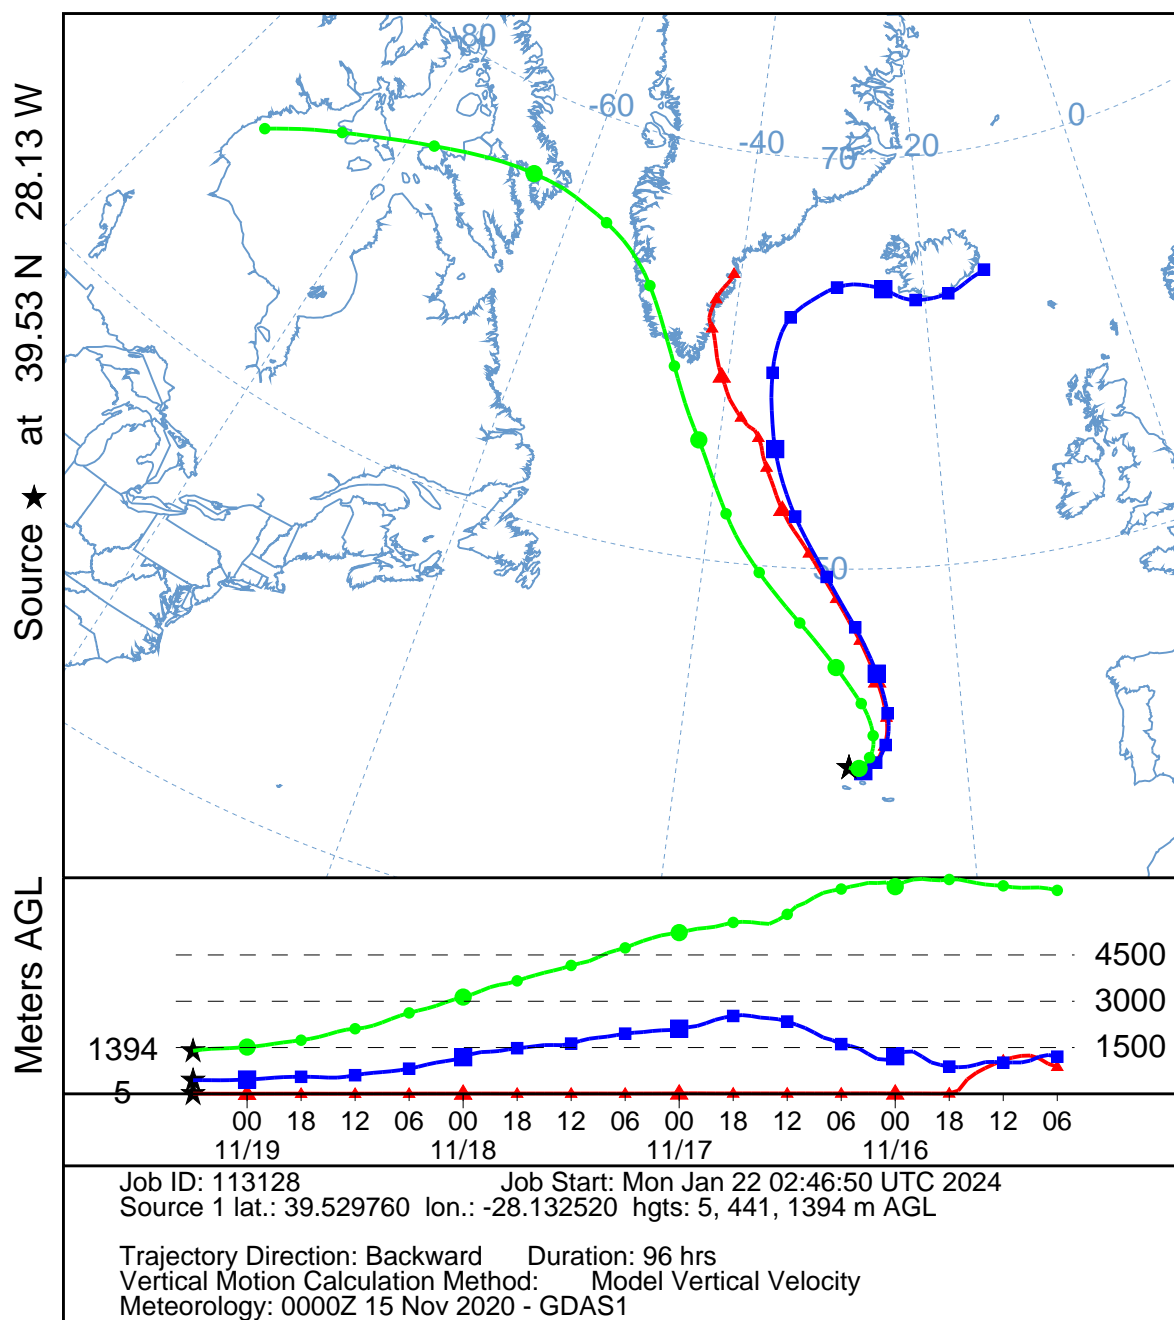 Source ★ at 39.53 N 28.13 W
-80
-60
-40
70
-20
0
50
Meters AGL
4500
3000
1500
1394
5
00 18 12 06 00 18 12 06 00 18 12 06 00 18 12 06
11/19 11/18 11/17 11/16
Job ID: 113128 Job Start: Mon Jan 22 02:46:50 UTC 2024
Source 1 lat.: 39.529760 lon.: -28.132520 hgts: 5, 441, 1394 m AGL
Trajectory Direction: Backward Duration: 96 hrs
Vertical Motion Calculation Method: Model Vertical Velocity
Meteorology: 0000Z 15 Nov 2020 - GDAS1